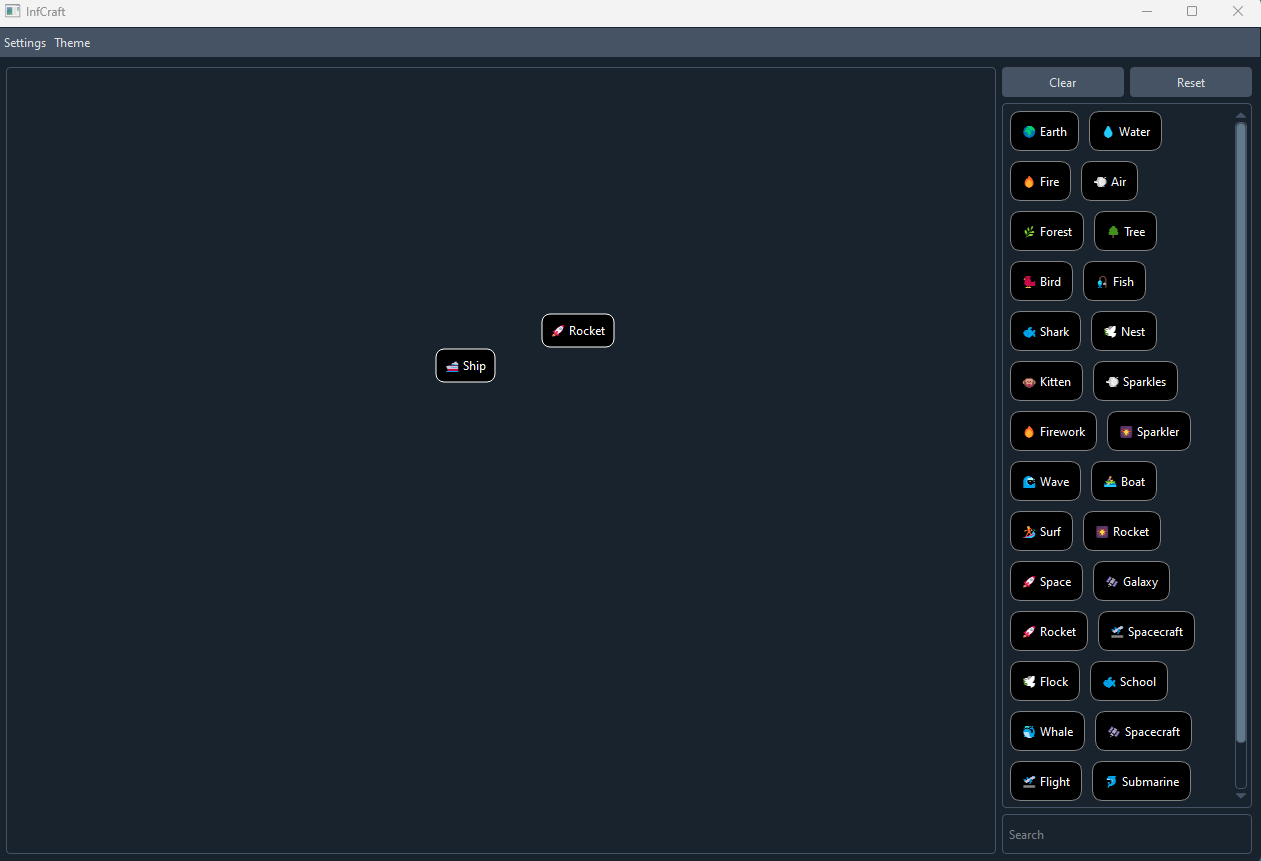 InfCraft
Settings Theme
Clear Reset
Earth Water
Fire Air
Forest Tree
Bird Fish
Shark Nest
Kitten Sparkles
Firework Sparkler
Wave Boat
Surf Rocket
Space Galaxy
Rocket Spacecraft
Flock School
Whale Spacecraft
Flight Submarine
Search
Rocket
Ship